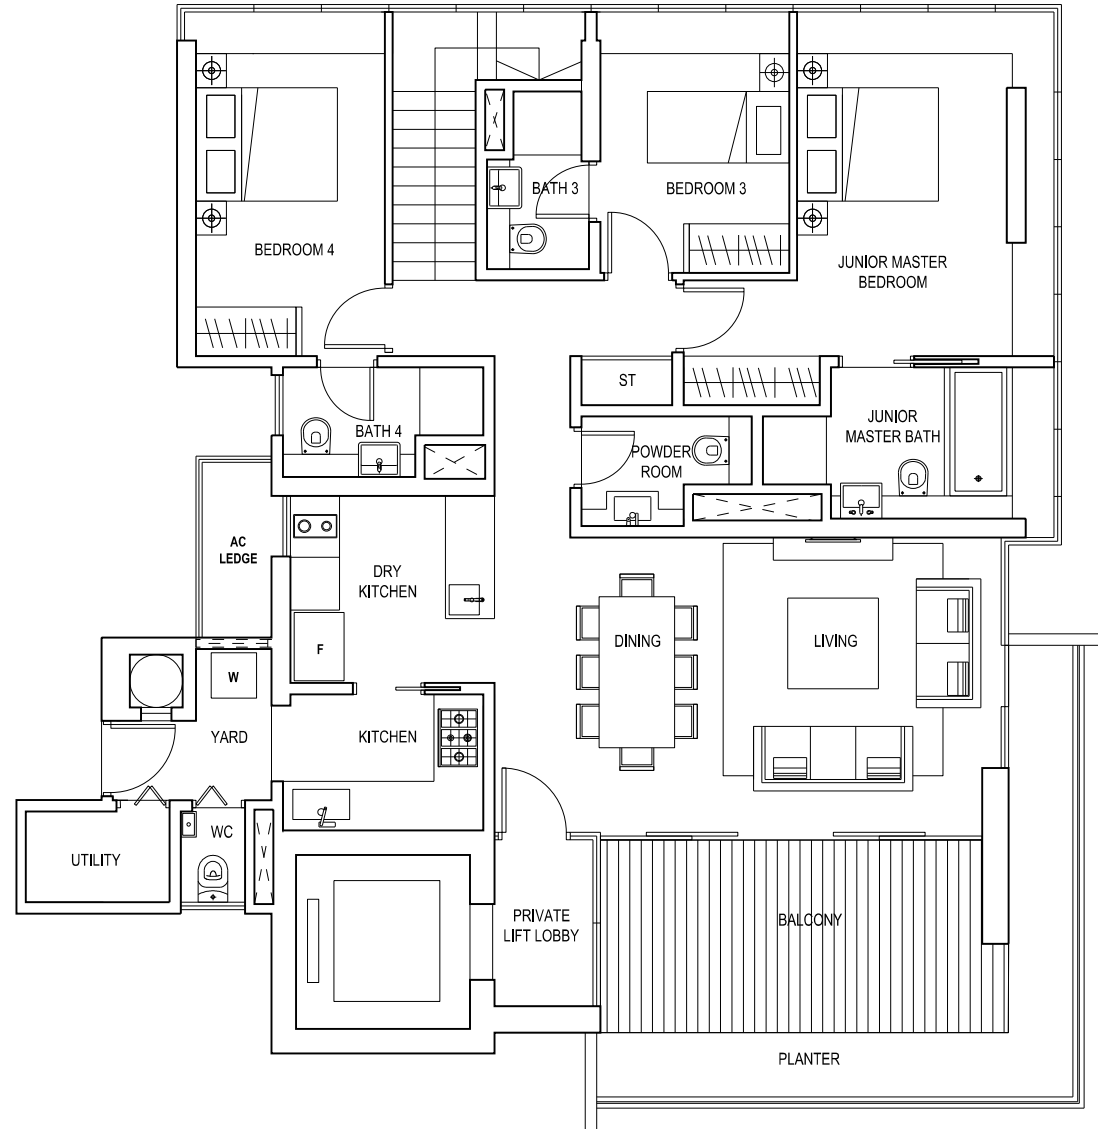 BATH 3
BEDROOM 3
BEDROOM 4
JUNIOR MASTER
BEDROOM
ST
BATH 4
POWDER
ROOM
JUNIOR
MASTER BATH
AC
LEDGE
DRY
KITCHEN
F
W
DINING
LIVING
YARD
KITCHEN
WC
UTILITY
PRIVATE
LIFT LOBBY
BALCONY
PLANTER